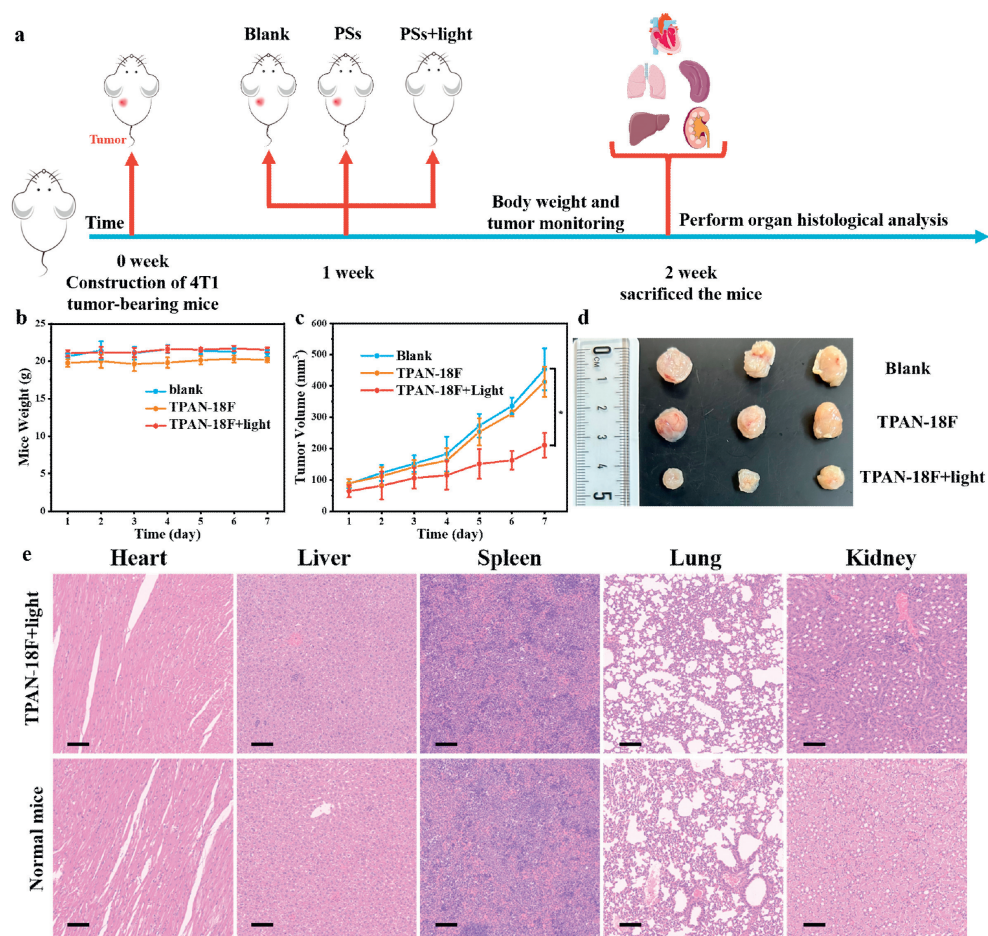 a
Blank
PSs
PSs+light
Tumor
Time
Body weight and
tumor monitoring
Perform organ histological analysis
0 week
Construction of 4T1
tumor-bearing mice
1 week
2 week
sacrificed the mice
b
25
20
15
10
5
0
Mice Weight (g)
blank
TPAN-18F
TPAN-18F+light
1 2 3 4 5 6 7
Time (day)
c
600
500
400
300
200
100
0
Tumor Volume (mm³)
Blank
TPAN-18F
TPAN-18F+Light
*
1 2 3 4 5 6 7
Time (day)
d
0
CM
1
2
3
4
5
Blank
TPAN-18F
TPAN-18F+light
e
Heart
Liver
Spleen
Lung
Kidney
TPAN-18F+light
Normal mice